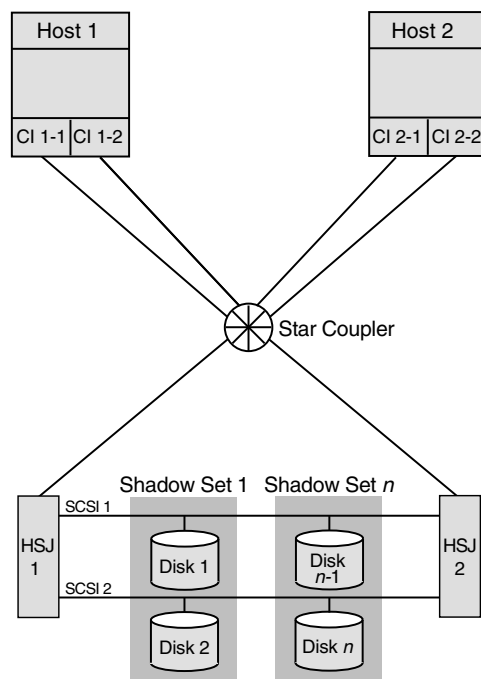 Host 1
Host 2
CI 1-1
CI 1-2
CI 2-1
CI 2-2
Star Coupler
Shadow Set 1
Shadow Set n
SCSI 1
HSJ
1
Disk 1
Disk
n-1
HSJ
2
SCSI 2
Disk 2
Disk n